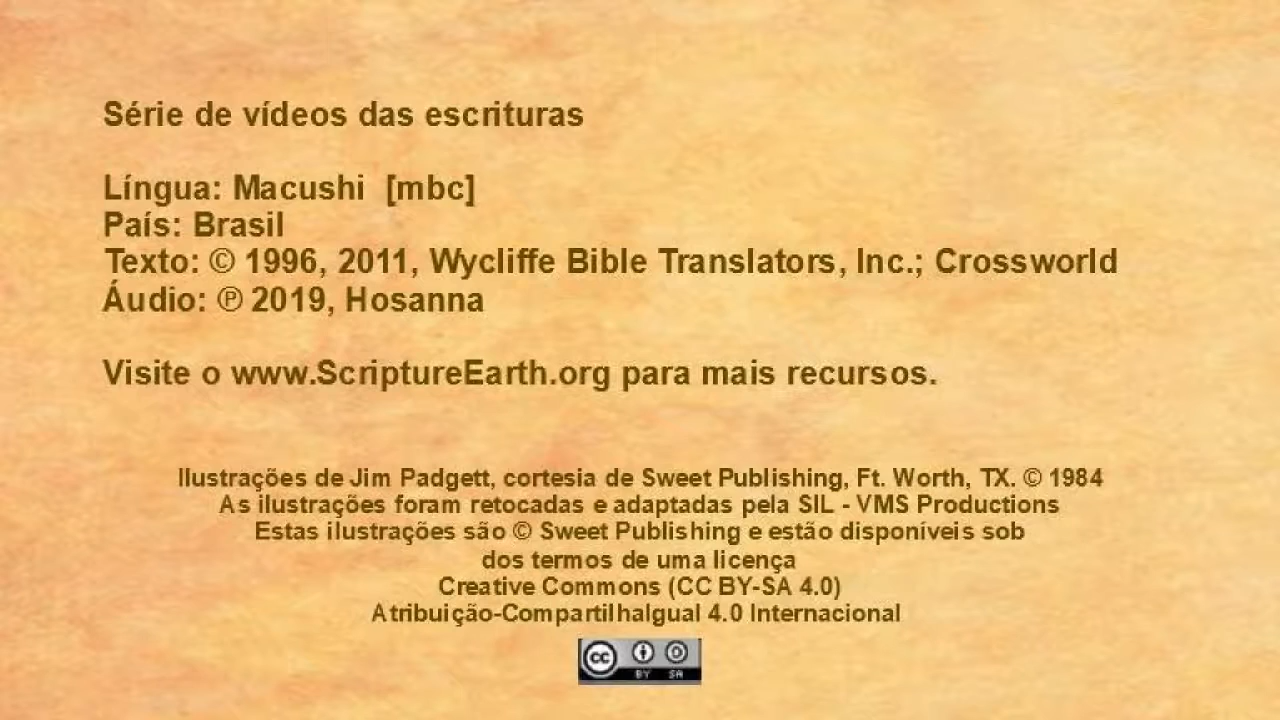 Série de vídeos das escrituras
Língua: Macushi [mbc]
País: Brasil
Texto: © 1996, 2011, Wycliffe Bible Translators, Inc.; Crossworld
Áudio: ℗ 2019, Hosanna
Visite o www.ScriptureEarth.org para mais recursos.
Ilustrações de Jim Padgett, cortesia de Sweet Publishing, Ft. Worth, TX. © 1984
As ilustrações foram retocadas e adaptadas pela SIL - VMS Productions
Estas ilustrações são © Sweet Publishing e estão disponíveis sob
dos termos de uma licença
Creative Commons (CC BY-SA 4.0)
Atribuição-CompartilhaIgual 4.0 Internacional
cc BY SA